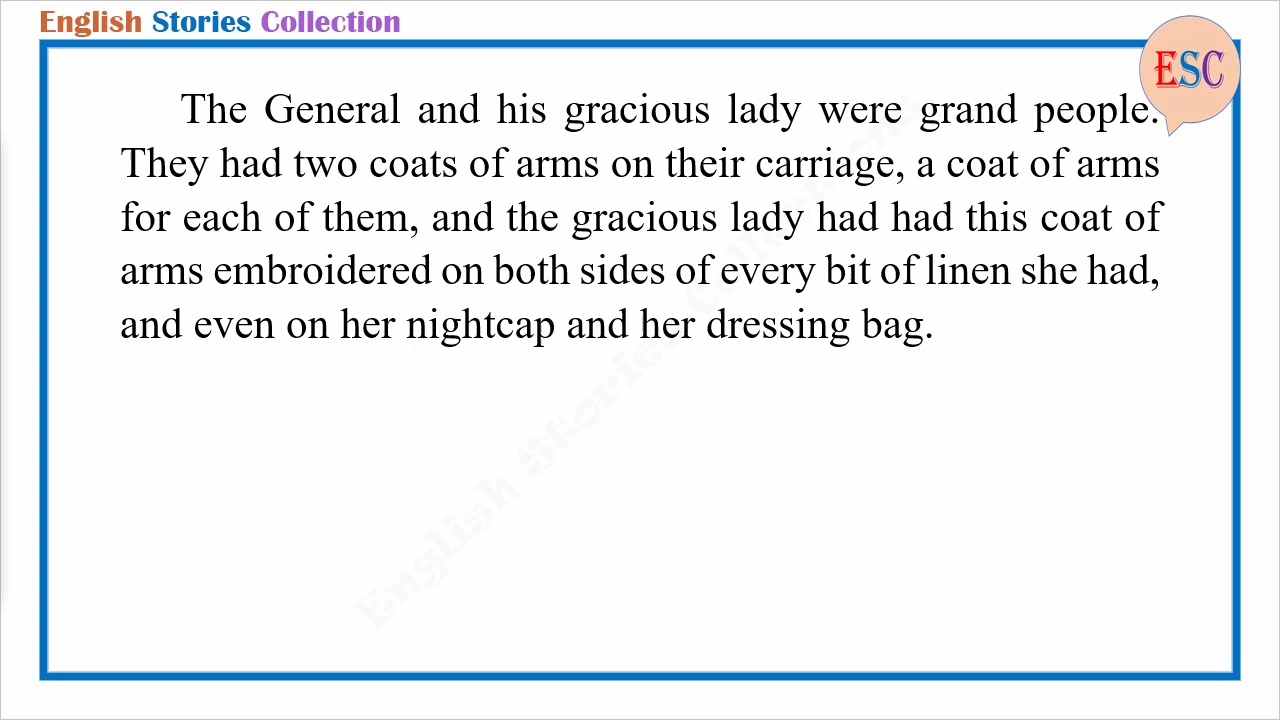 English Stories Collection
ESC
The General and his gracious lady were grand people.
They had two coats of arms on their carriage, a coat of arms
for each of them, and the gracious lady had had this coat of
arms embroidered on both sides of every bit of linen she had,
and even on her nightcap and her dressing bag.
English Stories Collections